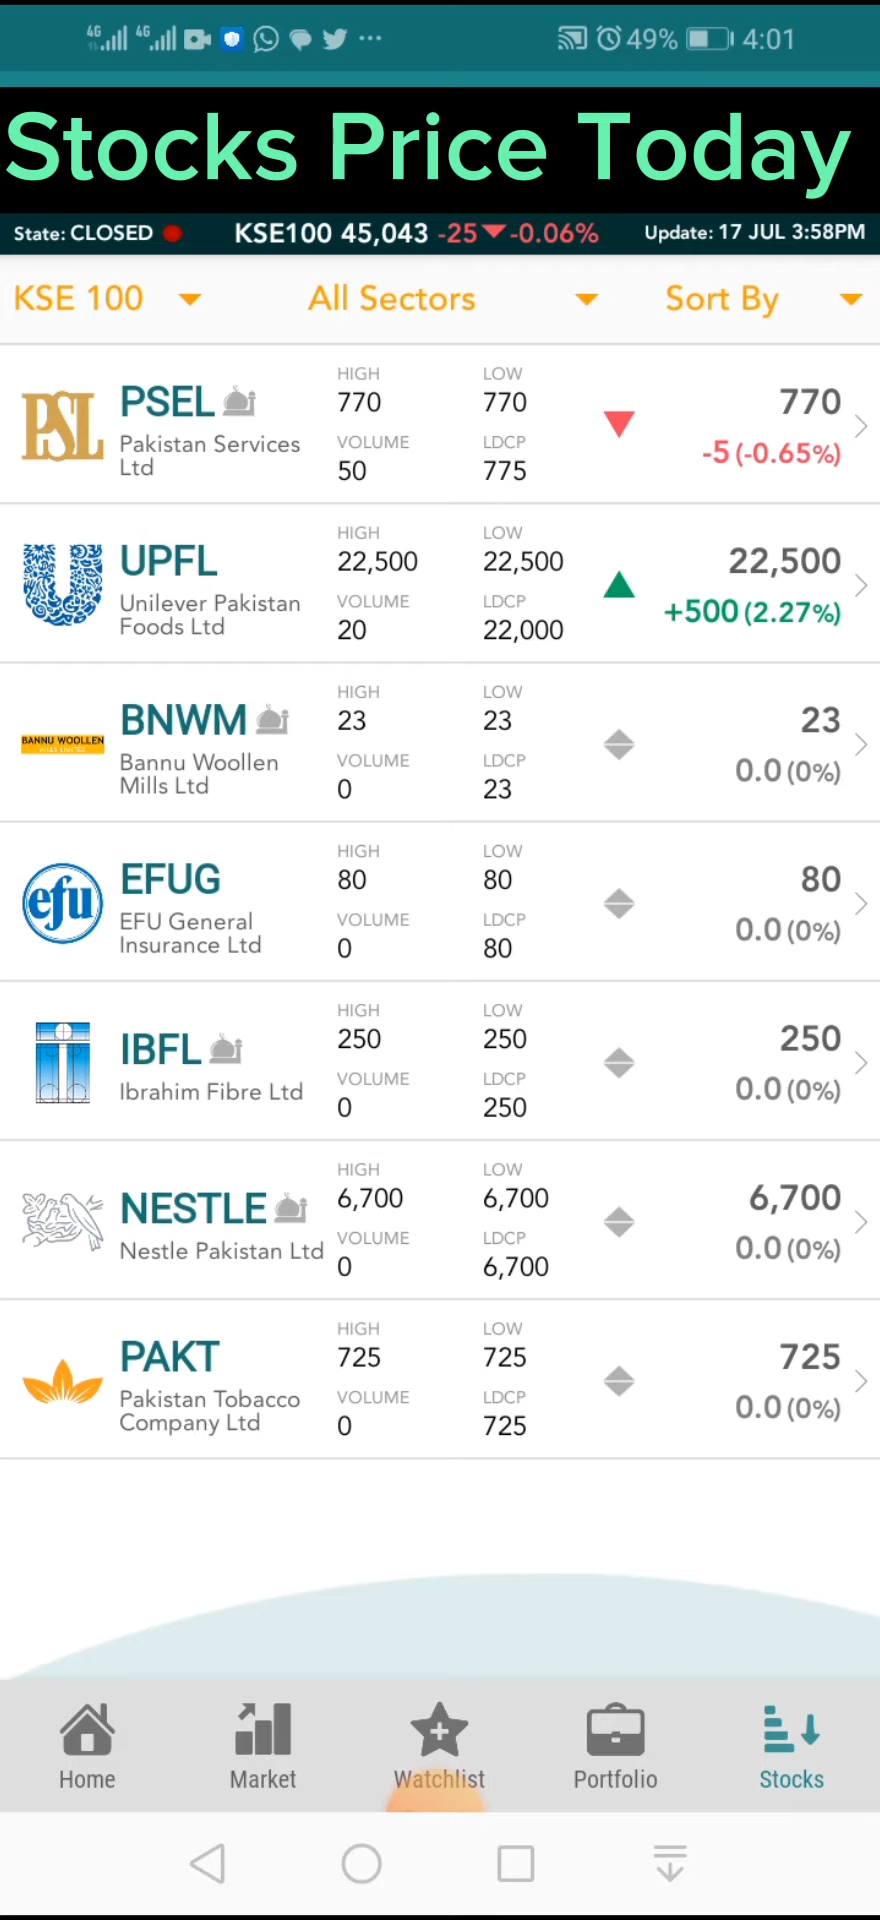 4G 4G 49% 4:01
Stocks Price Today
State: CLOSED KSE100 45,043 -25 -0.06% Update: 17 JUL 3:58PM
KSE 100 All Sectors Sort By
PSL
PSEL
Pakistan Services
Ltd
HIGH LOW
770 770
VOLUME LDCP
50 775
770
-5 (-0.65%)
UPFL
Unilever Pakistan
Foods Ltd
HIGH LOW
22,500 22,500
VOLUME LDCP
20 22,000
22,500
+500 (2.27%)
BANNU WOOLLEN
BNWM
Bannu Woollen
Mills Ltd
HIGH LOW
23 23
VOLUME LDCP
0 23
23
0.0 (0%)
efu
EFUG
EFU General
Insurance Ltd
HIGH LOW
80 80
VOLUME LDCP
0 80
80
0.0 (0%)
IBFL
Ibrahim Fibre Ltd
HIGH LOW
250 250
VOLUME LDCP
0 250
250
0.0 (0%)
NESTLE
Nestle Pakistan Ltd
HIGH LOW
6,700 6,700
VOLUME LDCP
0 6,700
6,700
0.0 (0%)
PAKT
Pakistan Tobacco
Company Ltd
HIGH LOW
725 725
VOLUME LDCP
0 725
725
0.0 (0%)
Home Market Watchlist Portfolio Stocks